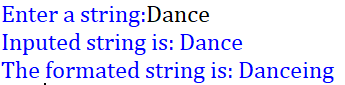 Enter a string:Dance
Inputed string is: Dance
The formated string is: Danceing